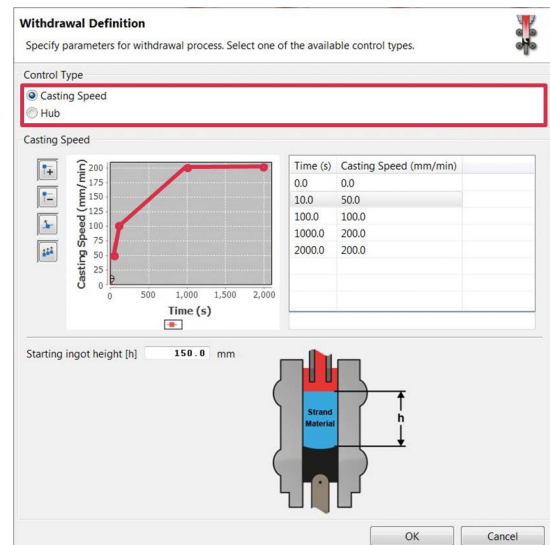 Withdrawal Definition
Specify parameters for withdrawal process. Select one of the available control types.
Control Type
Casting Speed
Hub
Casting Speed
Casting Speed (mm/min)
200
175
150
125
100
75
50
25
0
0 500 1,000 1,500 2,000
Time (s)
Time (s) Casting Speed (mm/min)
0.0 0.0
10.0 50.0
100.0 100.0
1000.0 200.0
2000.0 200.0
Starting ingot height [h] 150.0 mm
Strand
Material
h
OK Cancel